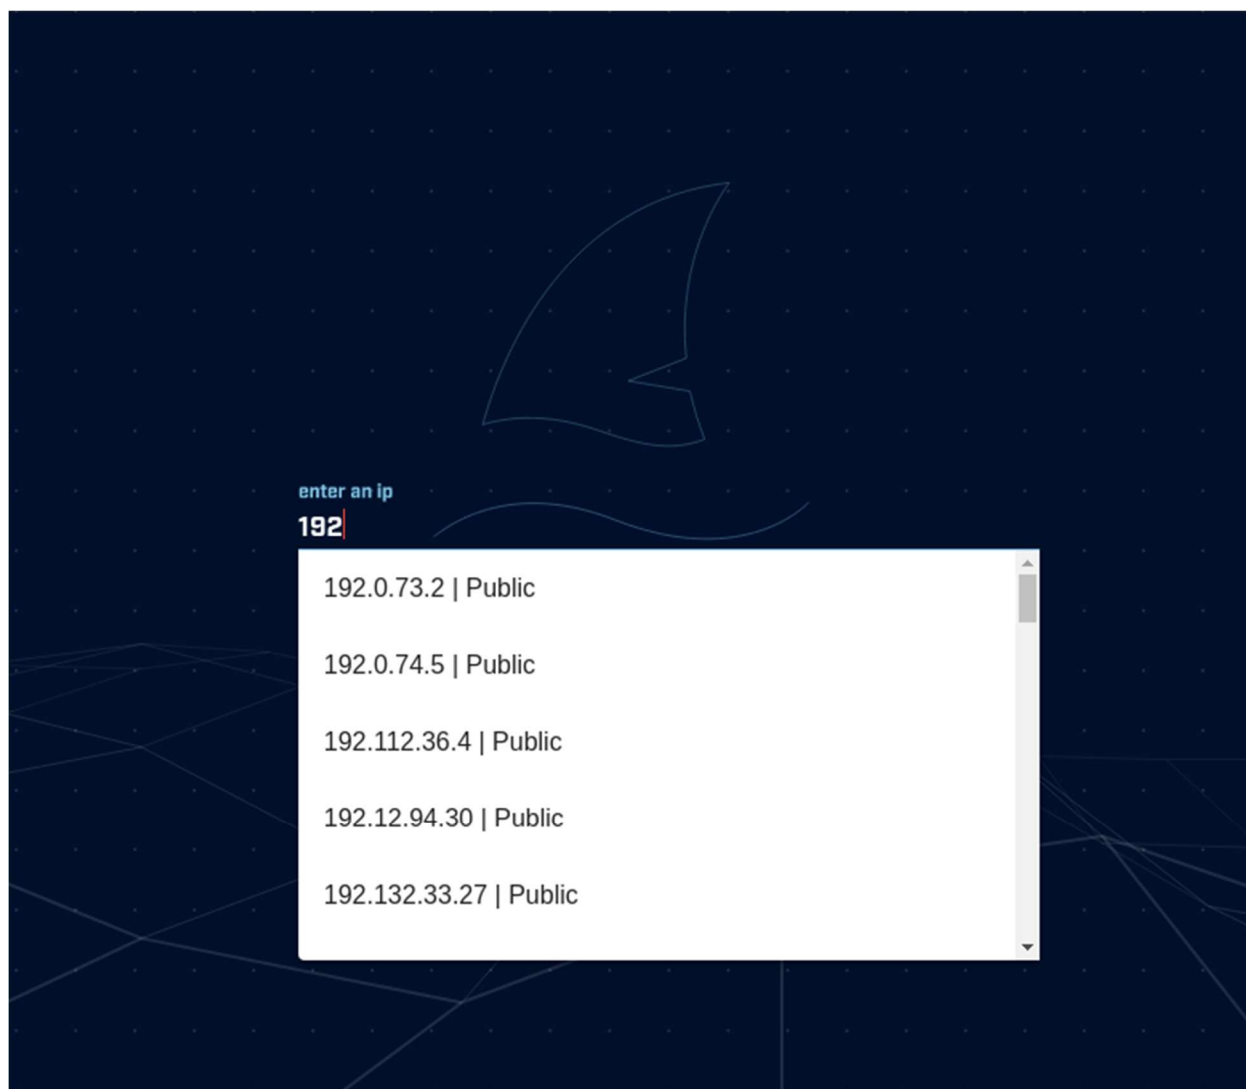 enter an ip
192
192.0.73.2 | Public
192.0.74.5 | Public
192.112.36.4 | Public
192.12.94.30 | Public
192.132.33.27 | Public